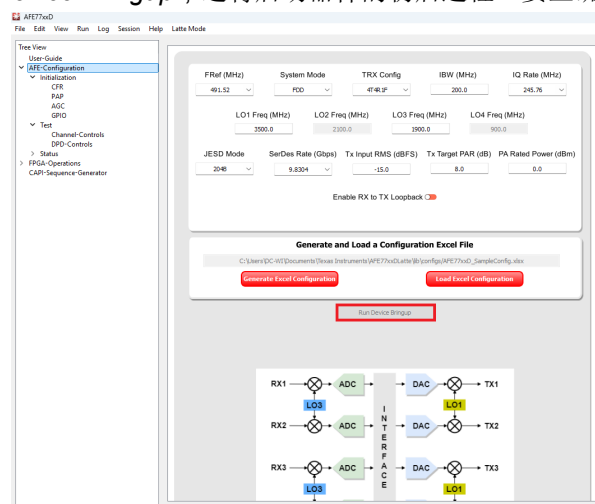 AFE77xxD
File Edit View Run Log Session Help Latte Mode
Tree View
User-Guide
AFE-Configuration
Initialization
CFR
PAP
AGC
GPIO
Test
Channel-Controls
DPD-Controls
Status
FPGA-Operations
CAPI-Sequence-Generator
FRef (MHz) System Mode TRX Config IBW (MHz) IQ Rate (MHz)
491.52 FDD 4T4R1F 200.0 245.76
LO1 Freq (MHz) LO2 Freq (MHz) LO3 Freq (MHz) LO4 Freq (MHz)
3500.0 2100.0 1900.0 900.0
JESD Mode SerDes Rate (Gbps) Tx Input RMS (dBFS) Tx Target PAR (dB) PA Rated Power (dBm)
2048 9.8304 -15.0 8.0 0.0
Enable RX to TX Loopback
Generate and Load a Configuration Excel File
C:/Users\DC-WI\Documents\Texas Instruments\AFE77xxDLatte\lib\configs/AFE77xxD_SampleConfig.xlsx
Generate Excel Configuration Load Excel Configuration
Run Device Bringup
RX1 ADC DAC TX1
LO3 LO1
RX2 ADC DAC TX2
INTERFACE
RX3 ADC DAC TX3
LO3 LO1